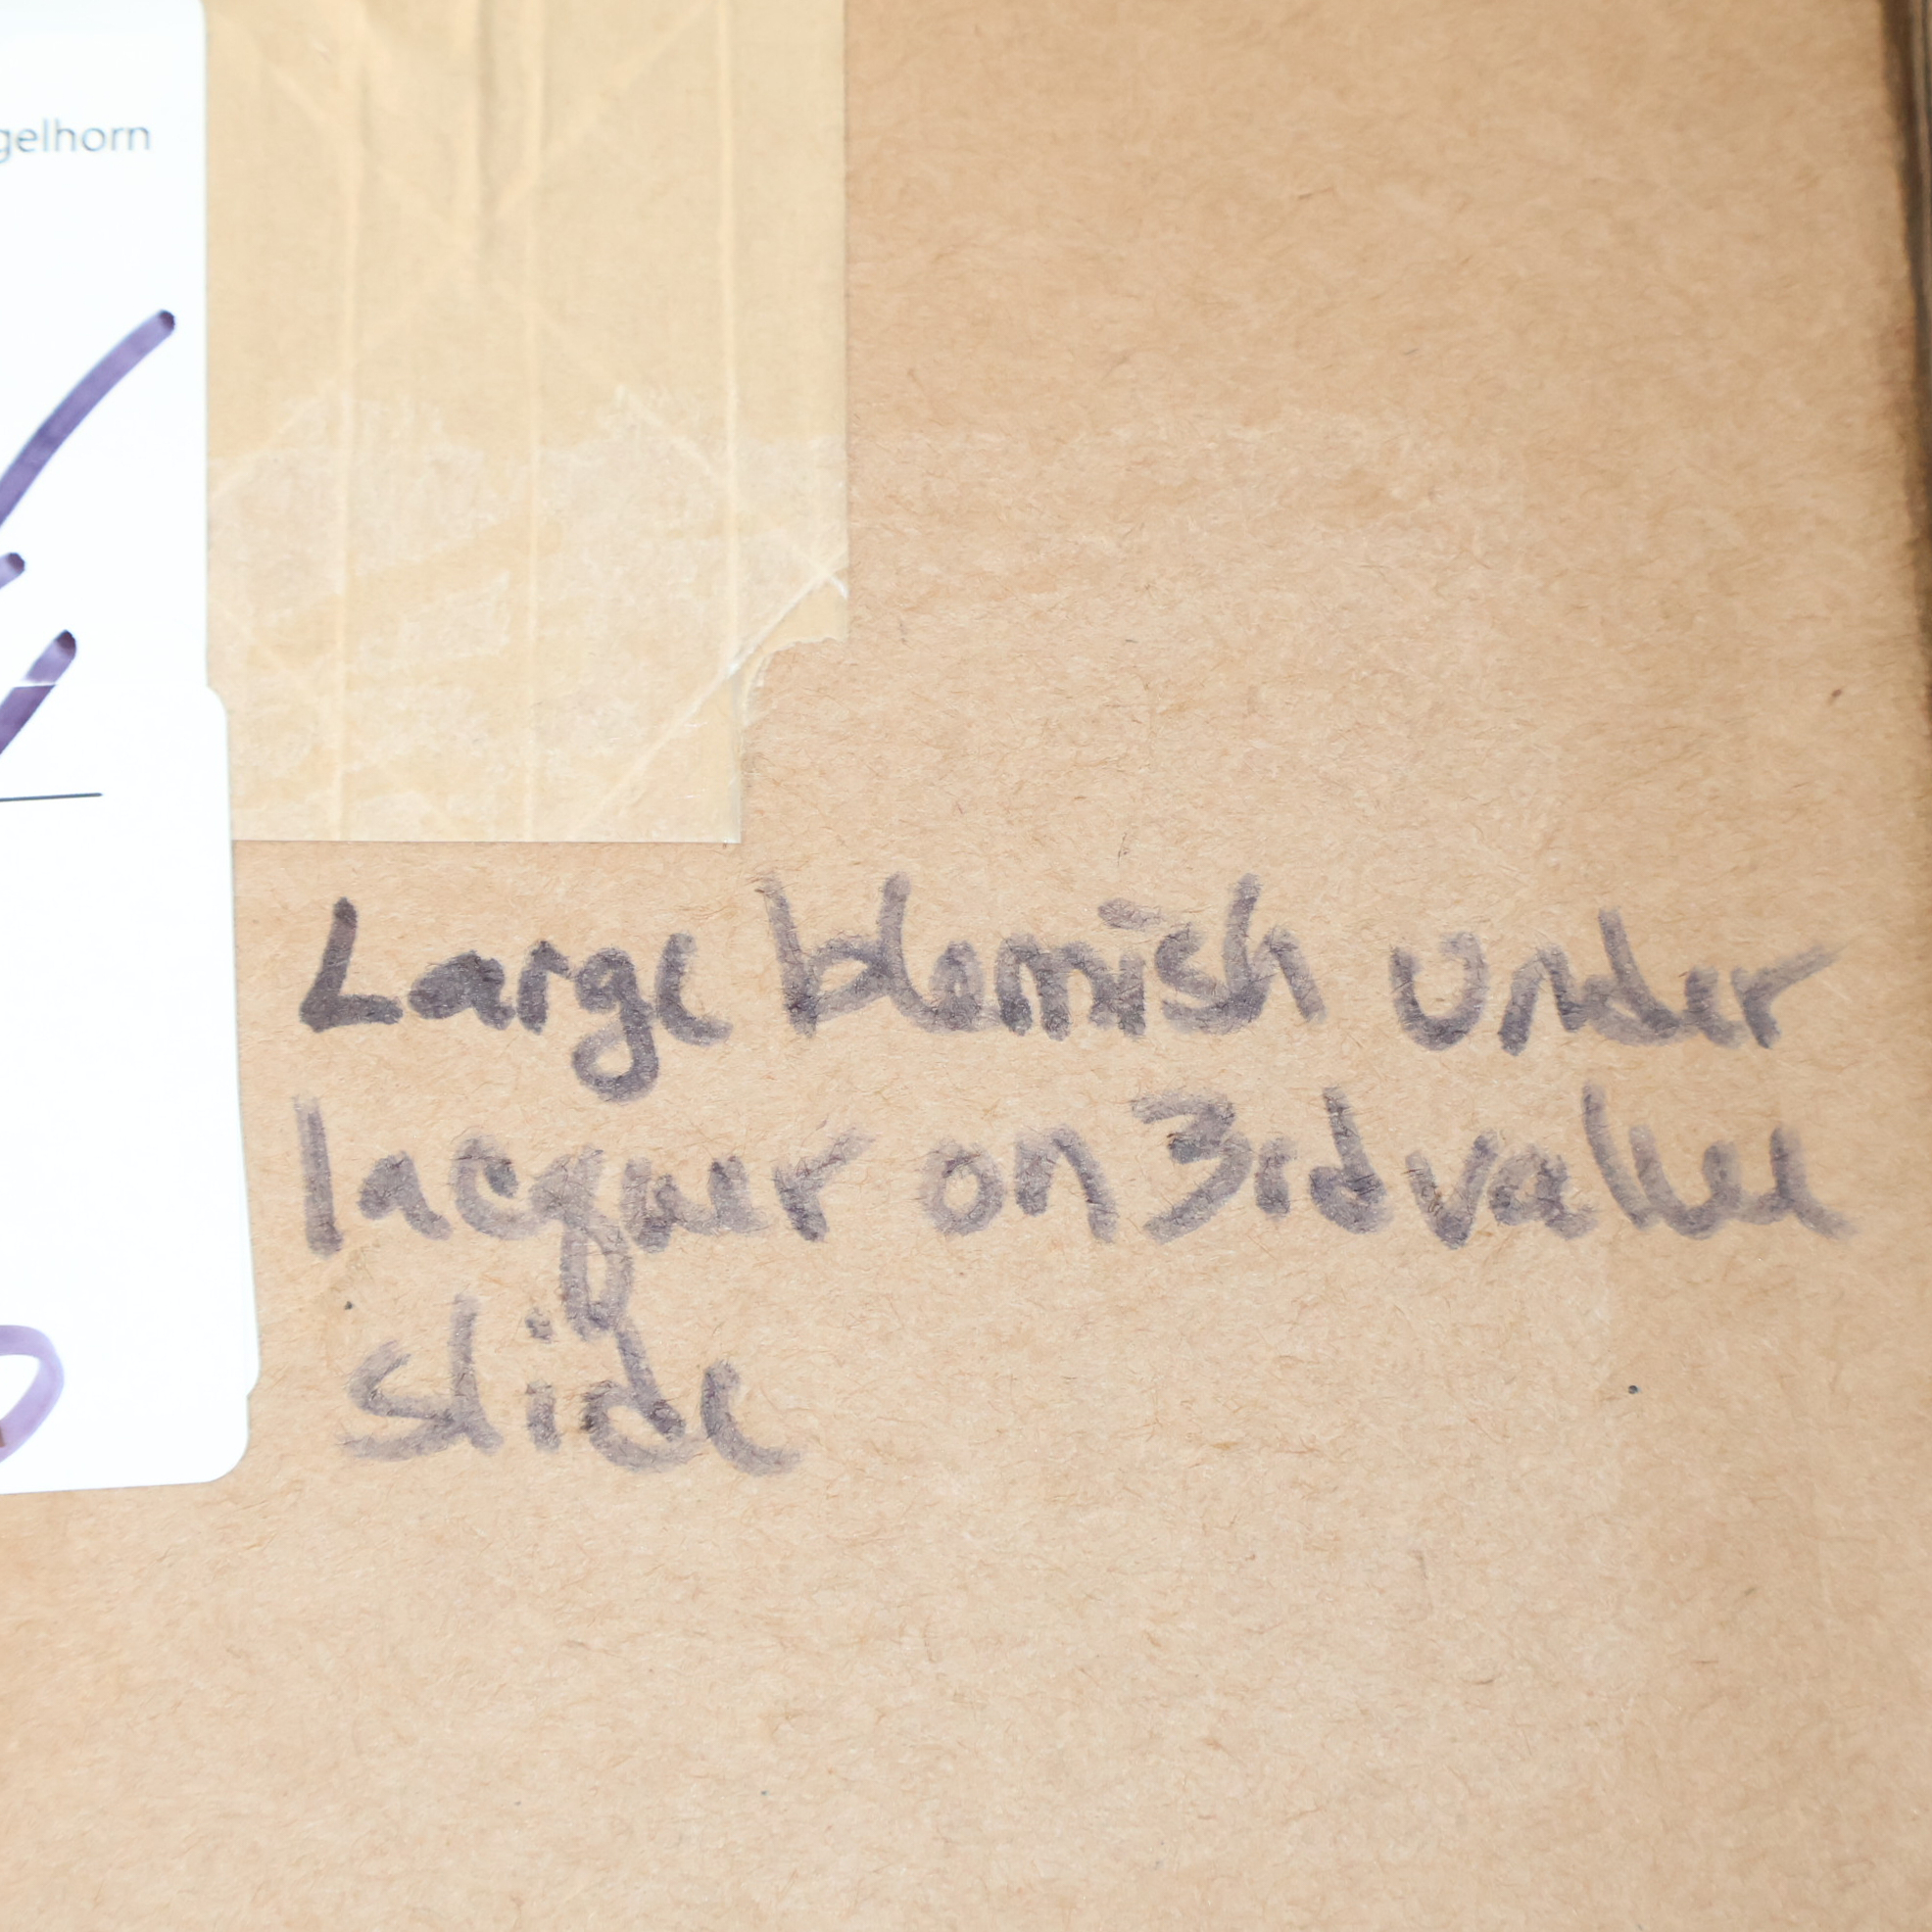 gelhorn
Large blemish under
lacquer on 3rd valve
slide